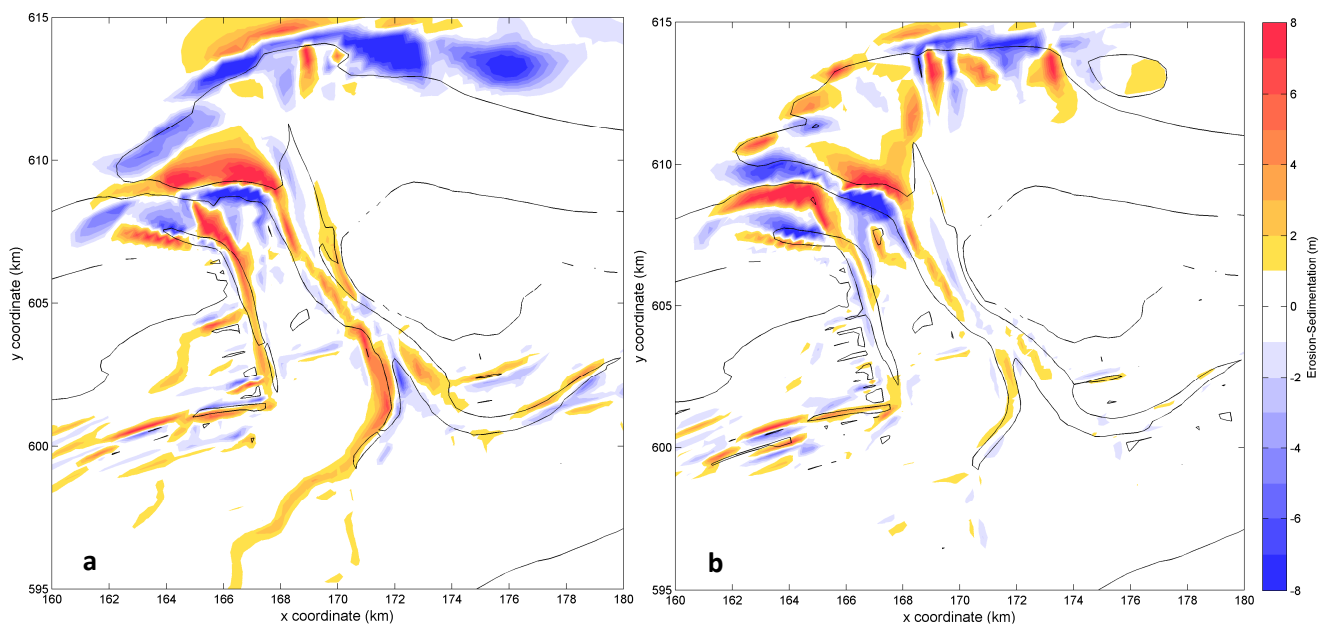 615
610
605
600
595
y coordinate (km)
160 162 164 166 168 170 172 174 176 178 180
x coordinate (km)
a
615
610
605
600
595
y coordinate (km)
160 162 164 166 168 170 172 174 176 178 180
x coordinate (km)
b
8
6
4
2
0
-2
-4
-6
-8
Erosion-Sedimentation (m)